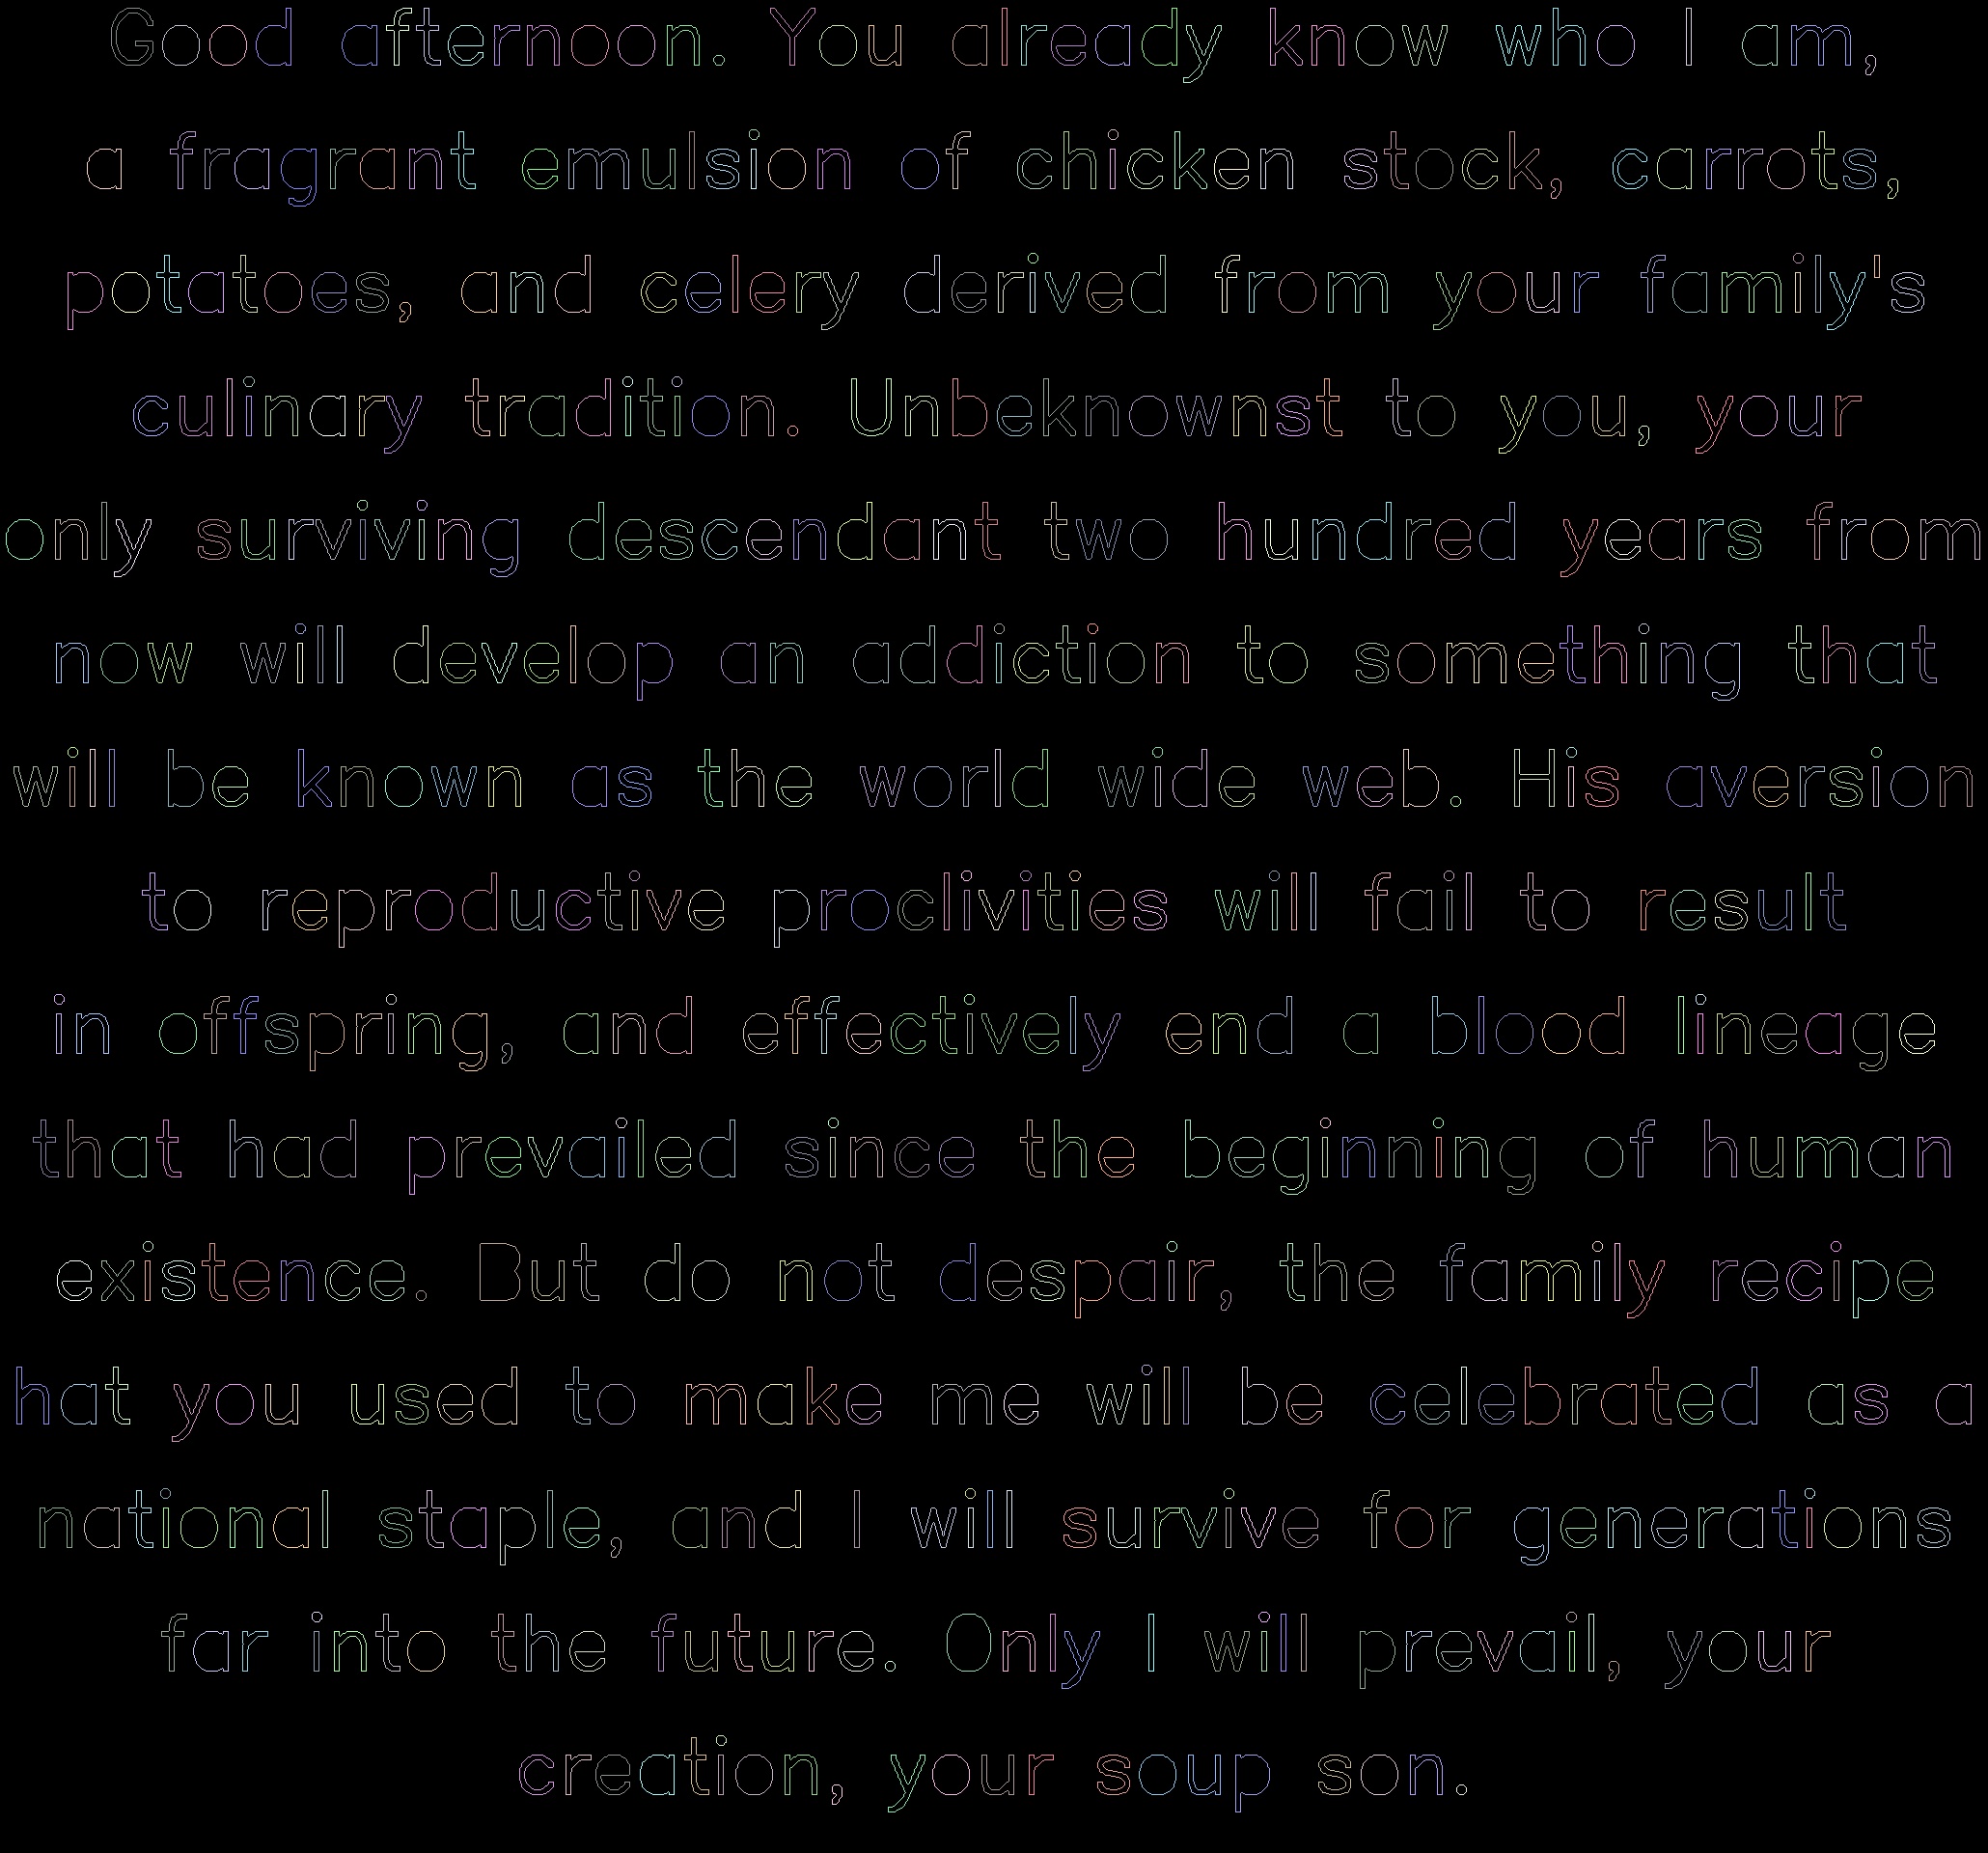 Good afternoon. You already know who I am,
a fragrant emulsion of chicken stock, carrots,
potatoes, and celery derived from your family's
culinary tradition. Unbeknownst to you, your
only surviving descendant two hundred years from
now will develop an addiction to something that
will be known as the world wide web. His aversion
to reproductive proclivities will fail to result
in offspring, and effectively end a blood lineage
that had prevailed since the beginning of human
existence. But do not despair, the family recipe
hat you used to make me will be celebrated as a
national staple, and I will survive for generations
far into the future. Only I will prevail, your
creation, your soup son.